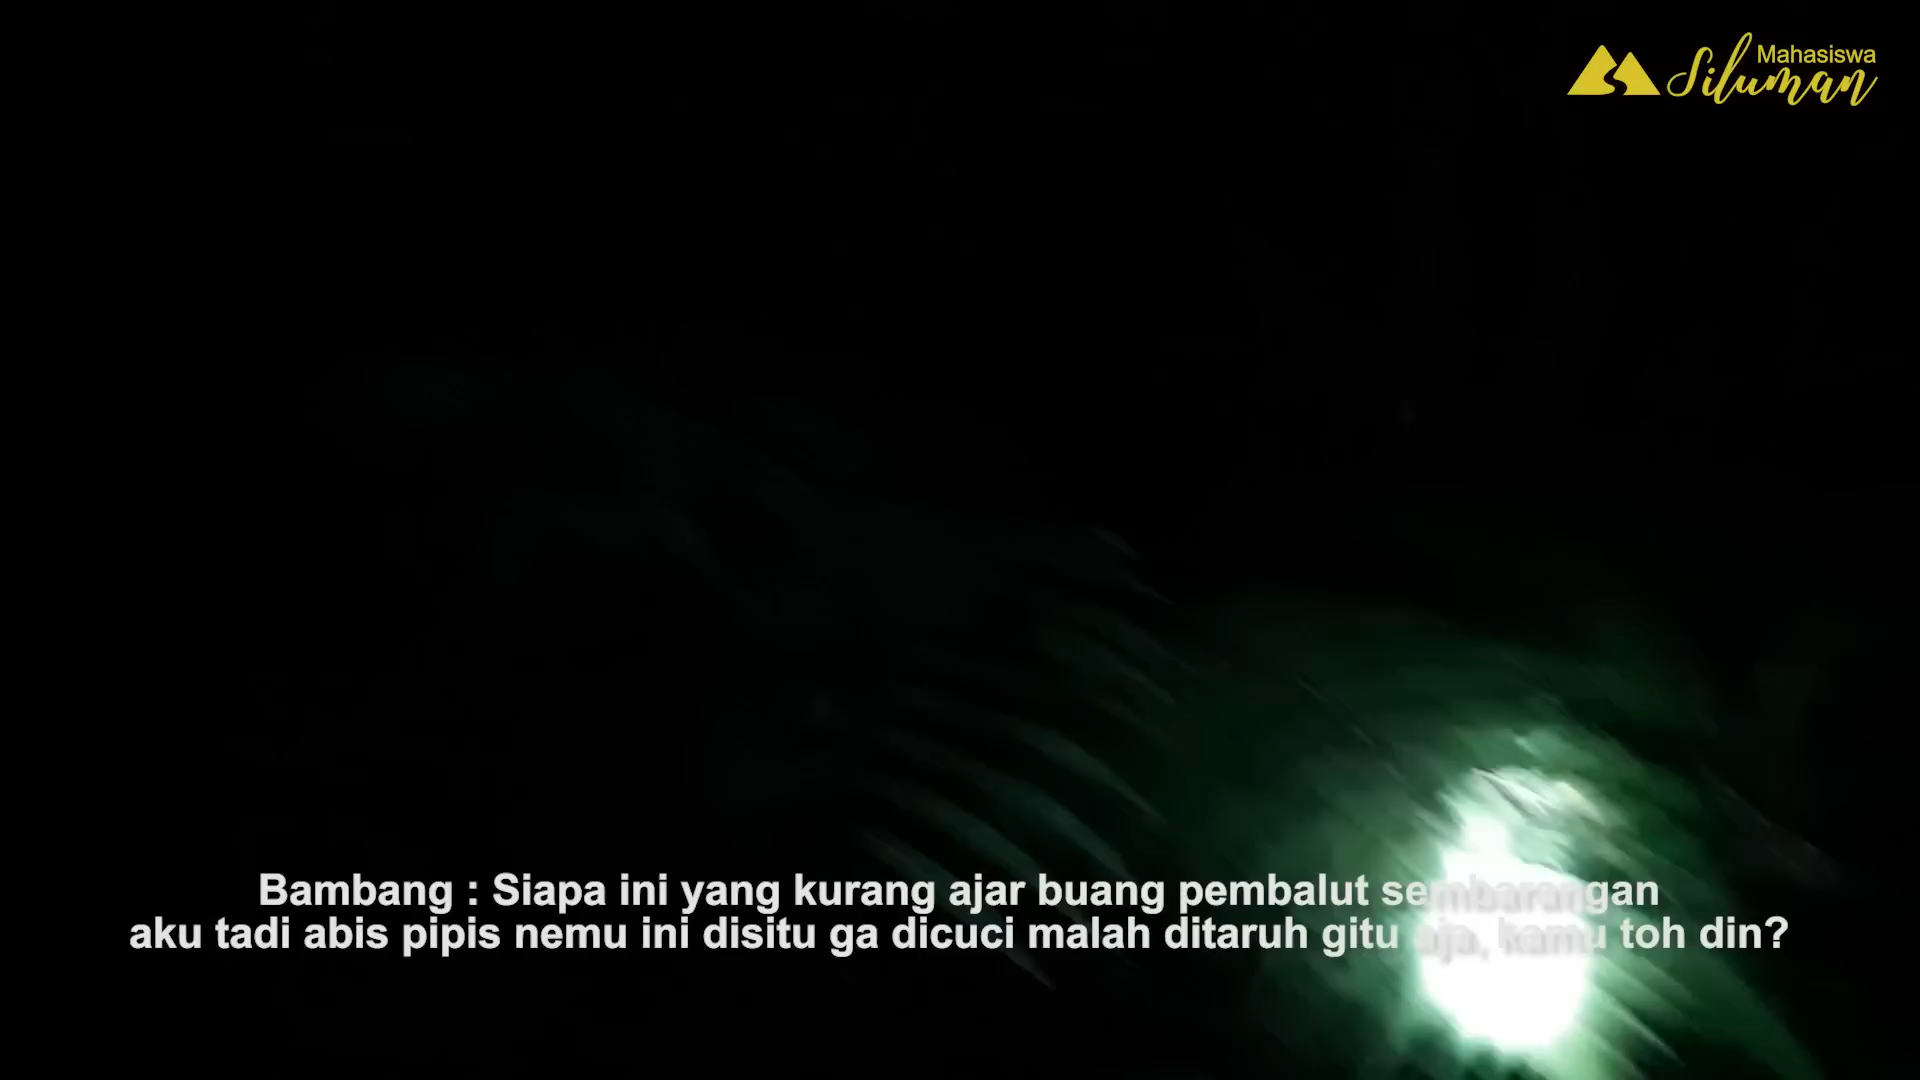 Mahasiswa
Siluman
Bambang : Siapa ini yang kurang ajar buang pembalut sembarangan
aku tadi abis pipis nemu ini disitu ga dicuci malah ditaruh gitu aja, kamu toh din?